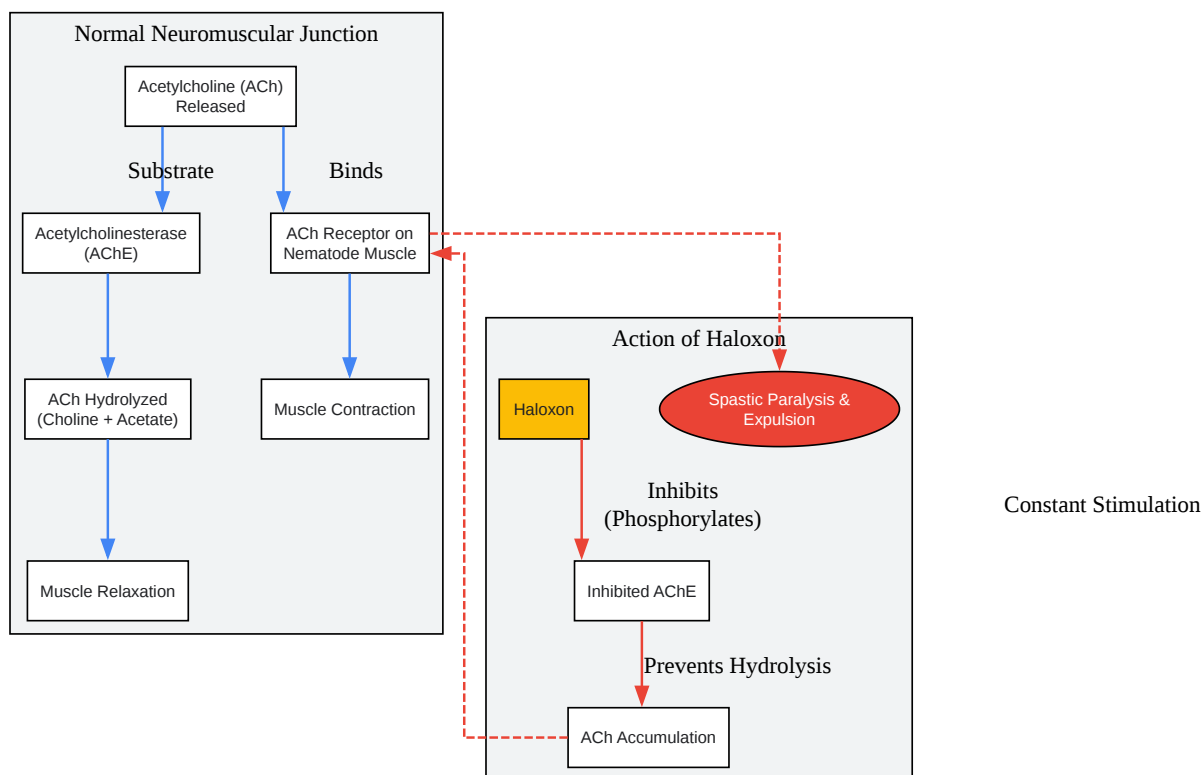 Normal Neuromuscular Junction
Acetylcholine (ACh)
Released
Substrate
Binds
Acetylcholinesterase
(AChE)
ACh Receptor on
Nematode Muscle
ACh Hydrolyzed
(Choline + Acetate)
Muscle Contraction
Muscle Relaxation
Action of Haloxon
Haloxon
Spastic Paralysis &
Expulsion
Inhibits
(Phosphorylates)
Constant Stimulation
Inhibited AChE
Prevents Hydrolysis
ACh Accumulation